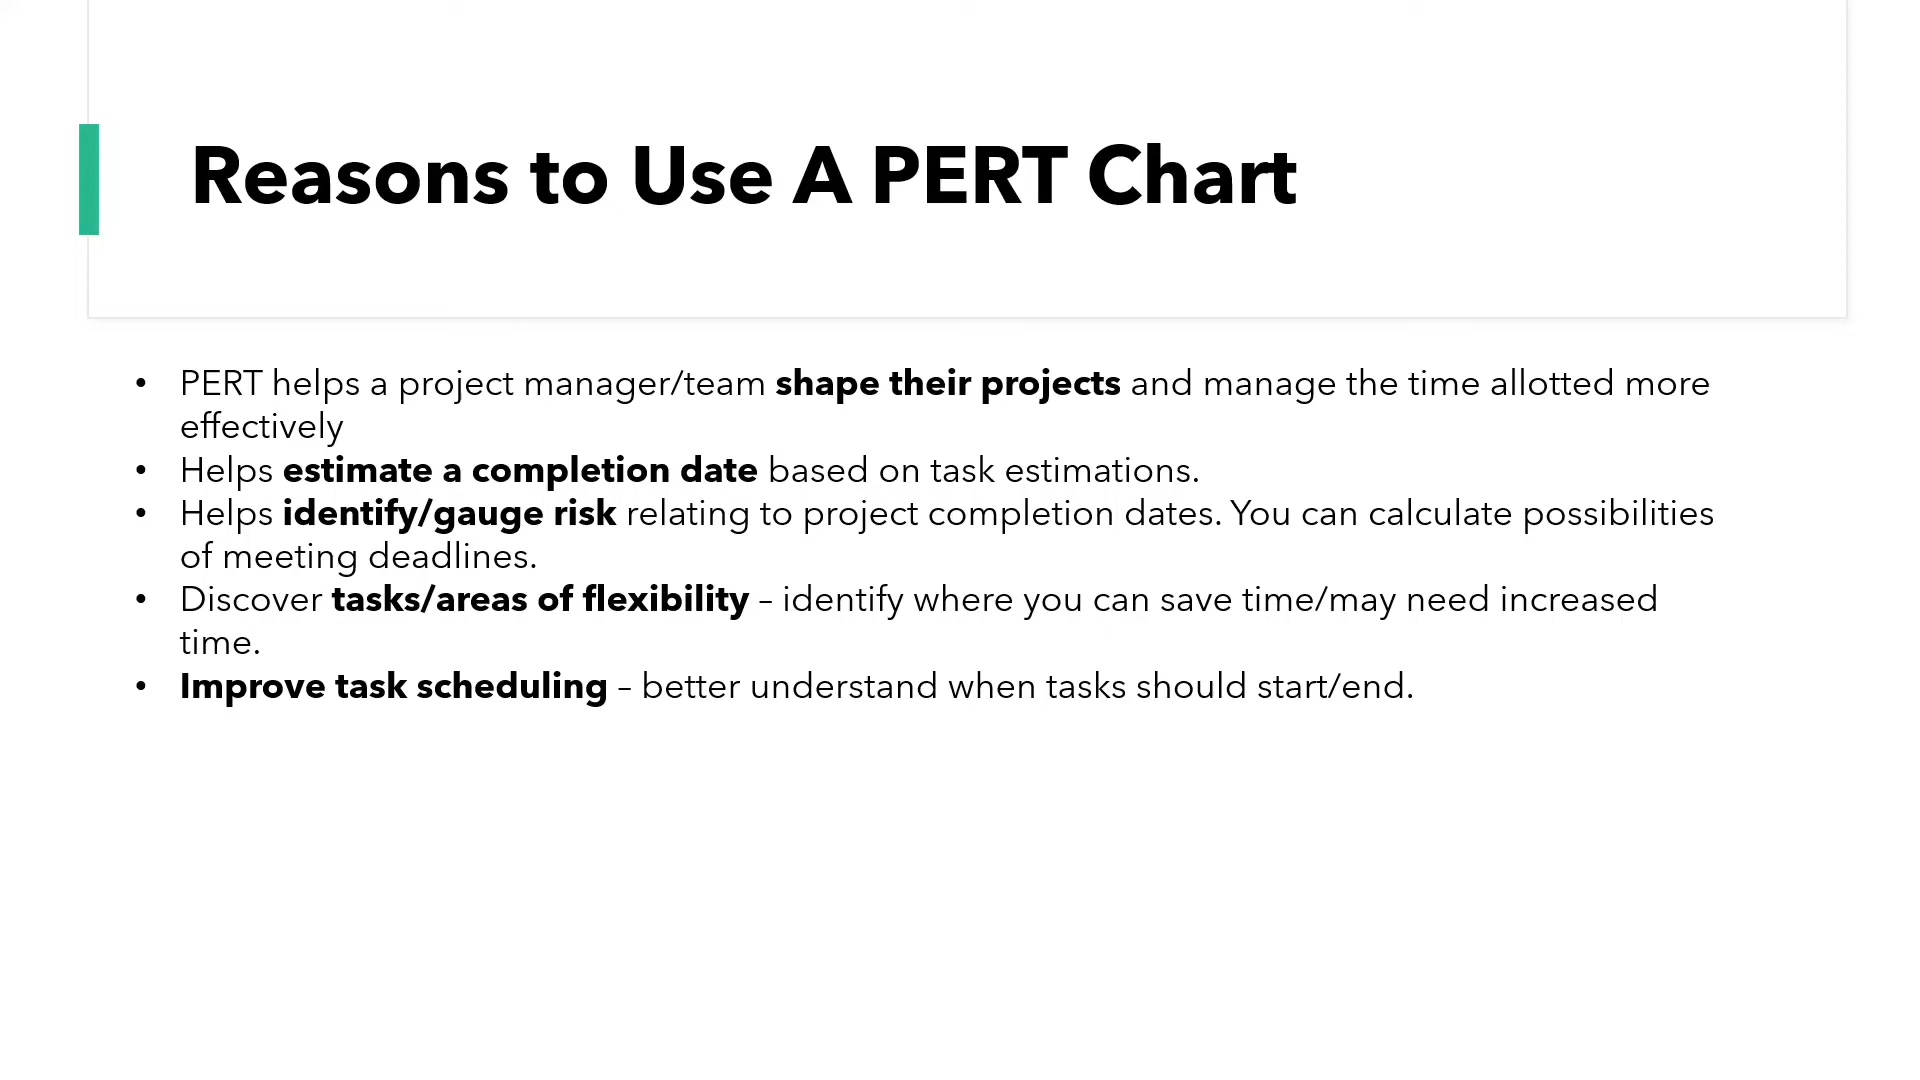 Reasons to Use A PERT Chart
• PERT helps a project manager/team shape their projects and manage the time allotted more
effectively
• Helps estimate a completion date based on task estimations.
• Helps identify/gauge risk relating to project completion dates. You can calculate possibilities
of meeting deadlines.
• Discover tasks/areas of flexibility – identify where you can save time/may need increased
time.
• Improve task scheduling – better understand when tasks should start/end.